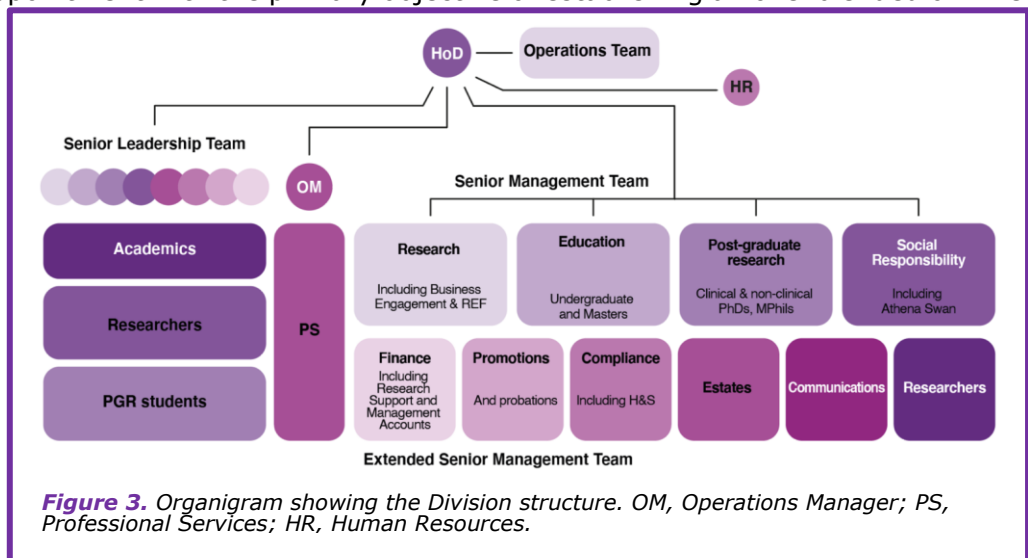 HoD
Operations Team
HR
Senior Leadership Team
OM
Senior Management Team
Academics
Researchers
PGR students
PS
Research
Including Business
Engagement & REF
Education
Undergraduate
and Masters
Post-graduate
research
Clinical & non-clinical
PhDs, MPhils
Social
Responsibility
Including
Athena Swan
Finance
Including
Research
Support and
Management
Accounts
Promotions
And probations
Compliance
Including H&S
Estates
Communications
Researchers
Extended Senior Management Team
Figure 3. Organigram showing the Division structure. OM, Operations Manager; PS,
Professional Services; HR, Human Resources.